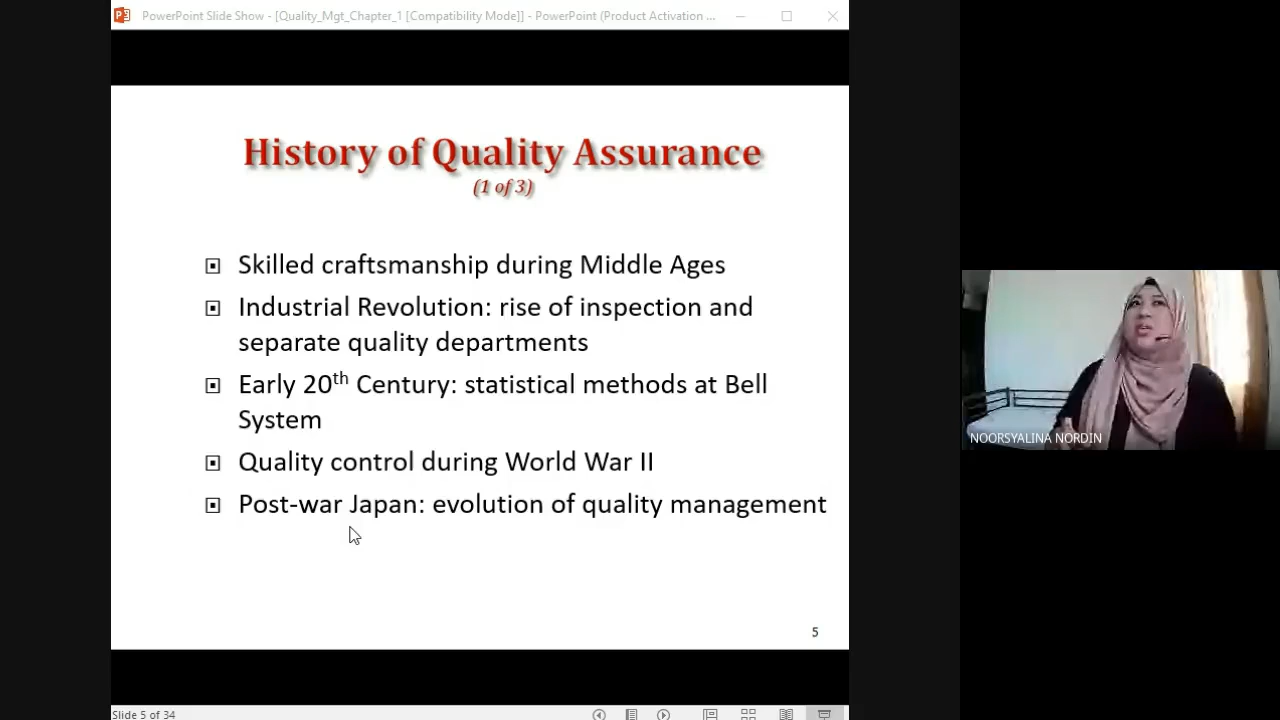 PowerPoint Slide Show - [Quality_Mgt_Chapter_1 [Compatibility Mode]] - PowerPoint (Product Activation ...
History of Quality Assurance
(1 of 3)
Skilled craftsmanship during Middle Ages
Industrial Revolution: rise of inspection and
separate quality departments
Early 20th Century: statistical methods at Bell
System
Quality control during World War II
Post-war Japan: evolution of quality management
5
NOORSYALINA NORDIN
Slide 5 of 34